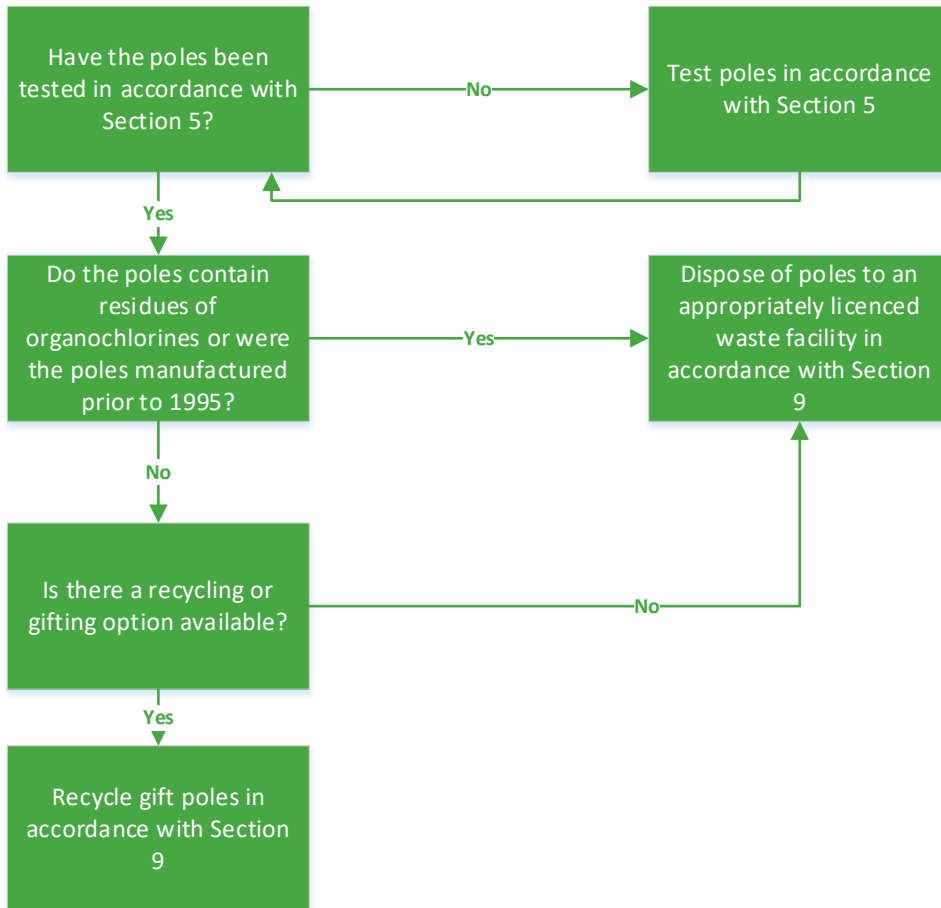 Have the poles been
tested in accordance with
Section 5?
No
Test poles in accordance
with Section 5
Yes
Do the poles contain
residues of
organochlorines or were
the poles manufactured
prior to 1995?
Yes
Dispose of poles to an
appropriately licenced
waste facility in
accordance with Section
9
No
Is there a recycling or
gifting option available?
No
Yes
Recycle gift poles in
accordance with Section
9